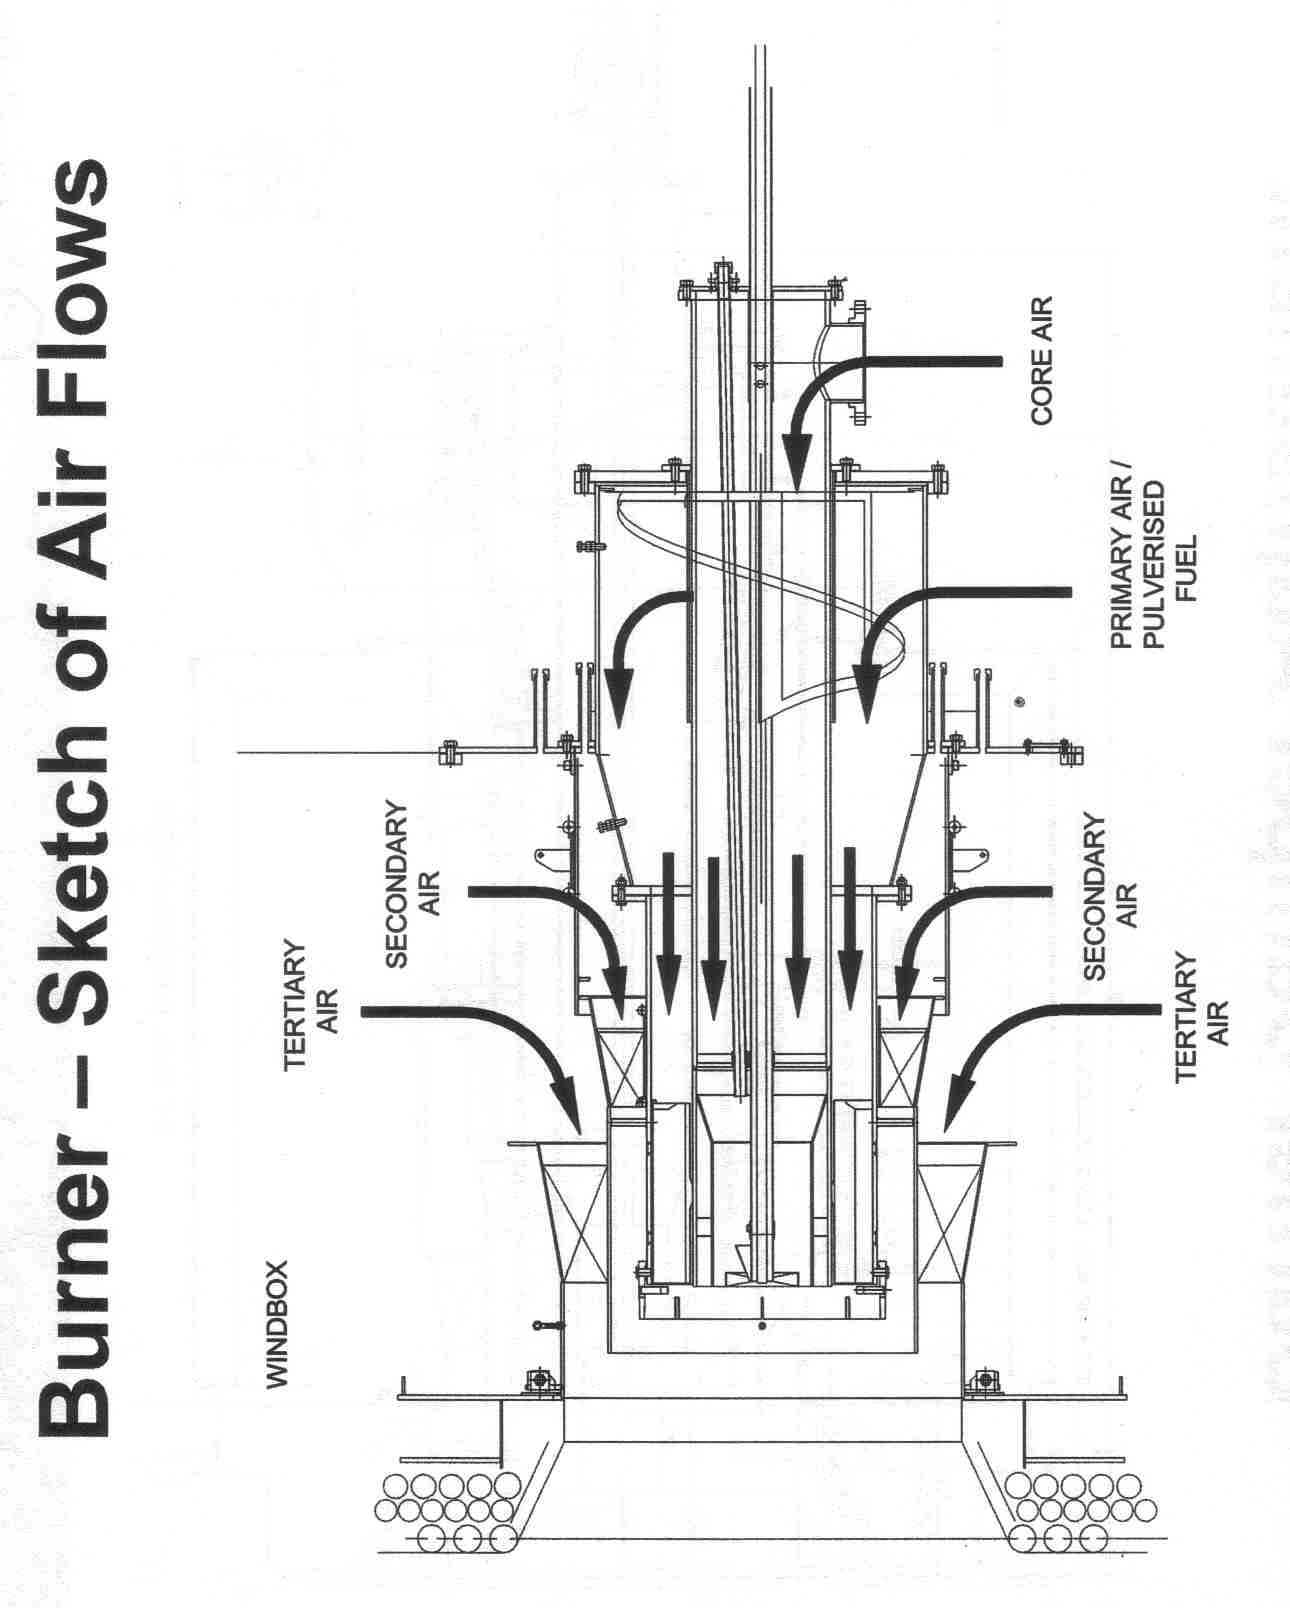 Burner – Sketch of Air Flows
WINDBOX
TERTIARY
AIR
SECONDARY
AIR
CORE AIR
PRIMARY AIR /
PULVERISED
FUEL
SECONDARY
AIR
TERTIARY
AIR